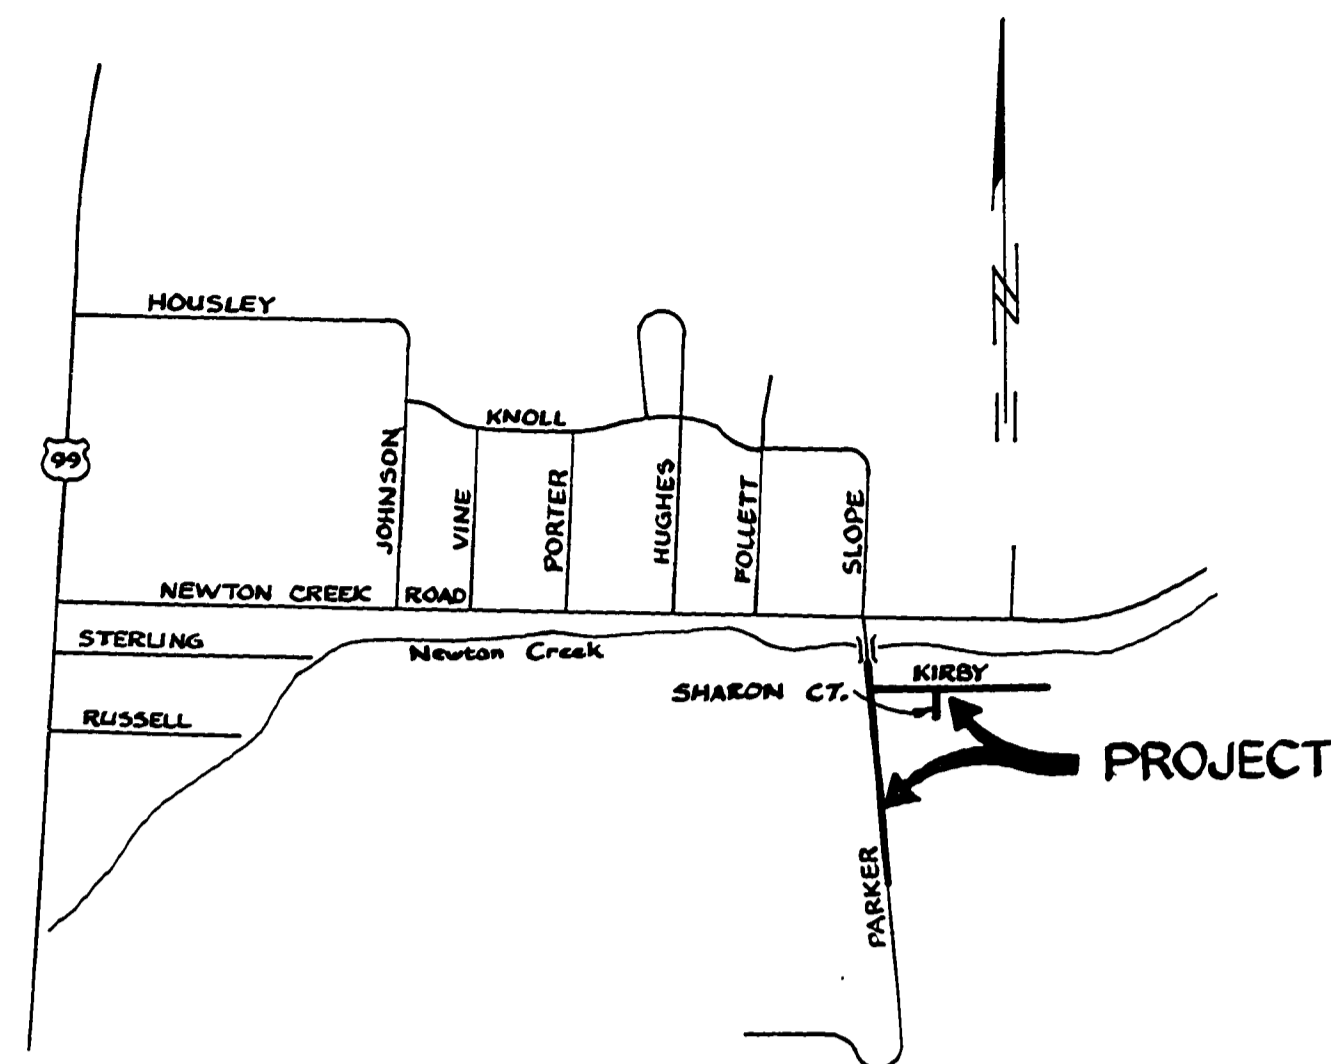 N
HOUSLEY
KNOLL
99
JOHNSON
VINE
PORTER
HUGHES
FOLLETT
SLOPE
NEWTON CREEK ROAD
STERLING
Newton Creek
KIRBY
SHARON CT.
RUSSELL
PROJECT
PARKER